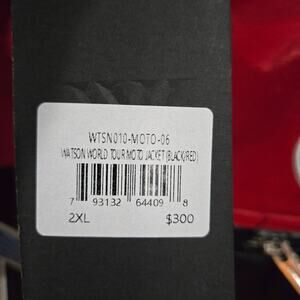 WTSN010-MOTO-06
WATSON WORLD TOUR MOTO JACKET (BLACK/RED)
7 93132 64409 8
2XL $300